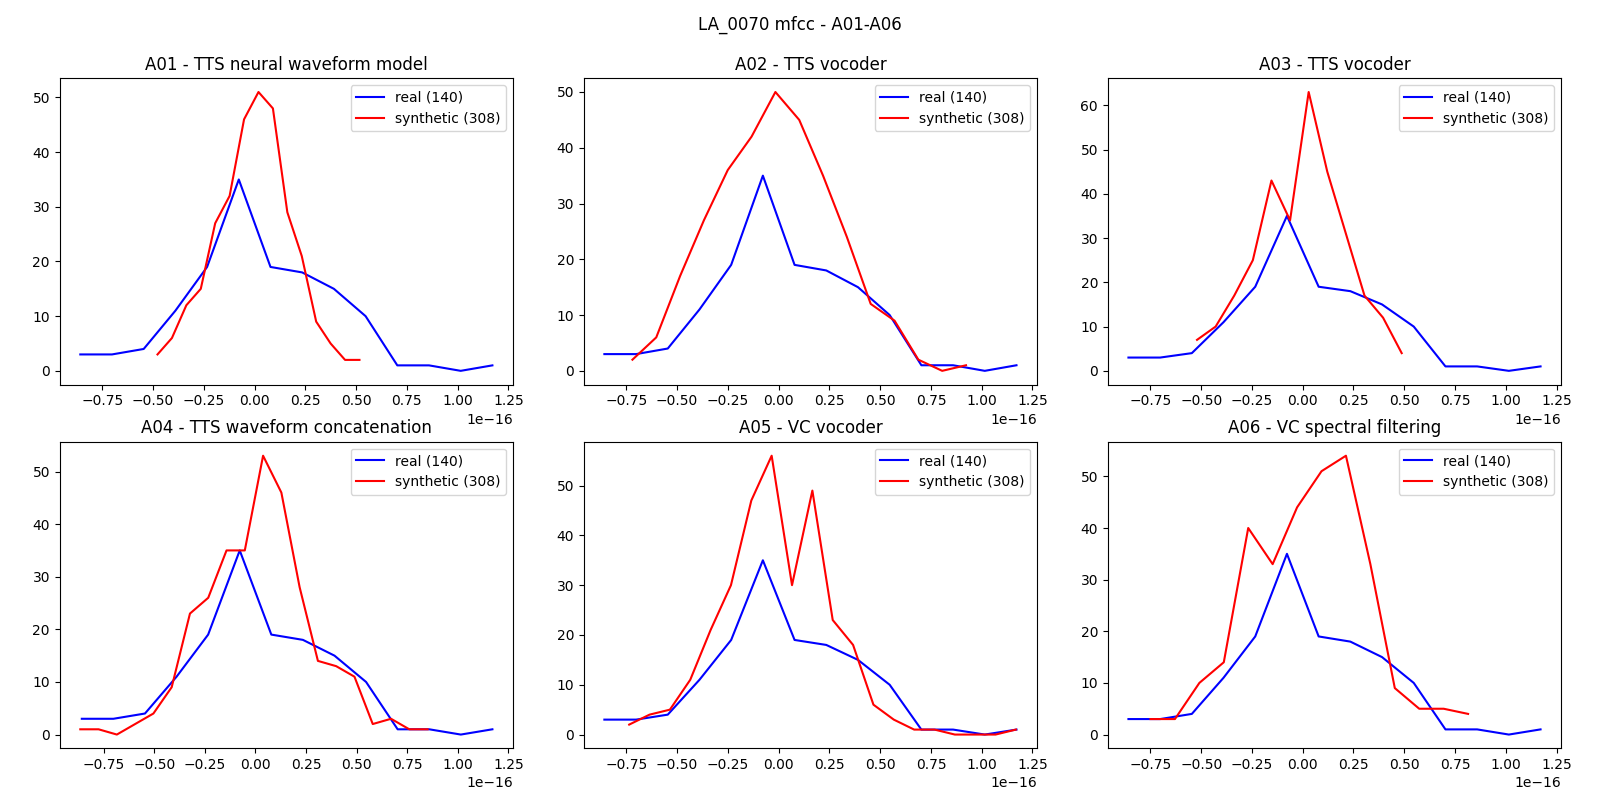 LA_0070 mfcc - A01-A06
A01 - TTS neural waveform model
real (140)
synthetic (308)
50
40
30
20
10
0
−0.75 −0.50 −0.25 0.00 0.25 0.50 0.75 1.00 1.25
1e−16
A02 - TTS vocoder
real (140)
synthetic (308)
50
40
30
20
10
0
−0.75 −0.50 −0.25 0.00 0.25 0.50 0.75 1.00 1.25
1e−16
A03 - TTS vocoder
real (140)
synthetic (308)
60
50
40
30
20
10
0
−0.75 −0.50 −0.25 0.00 0.25 0.50 0.75 1.00 1.25
1e−16
A04 - TTS waveform concatenation
real (140)
synthetic (308)
50
40
30
20
10
0
−0.75 −0.50 −0.25 0.00 0.25 0.50 0.75 1.00 1.25
1e−16
A05 - VC vocoder
real (140)
synthetic (308)
50
40
30
20
10
0
−0.75 −0.50 −0.25 0.00 0.25 0.50 0.75 1.00 1.25
1e−16
A06 - VC spectral filtering
real (140)
synthetic (308)
50
40
30
20
10
0
−0.75 −0.50 −0.25 0.00 0.25 0.50 0.75 1.00 1.25
1e−16